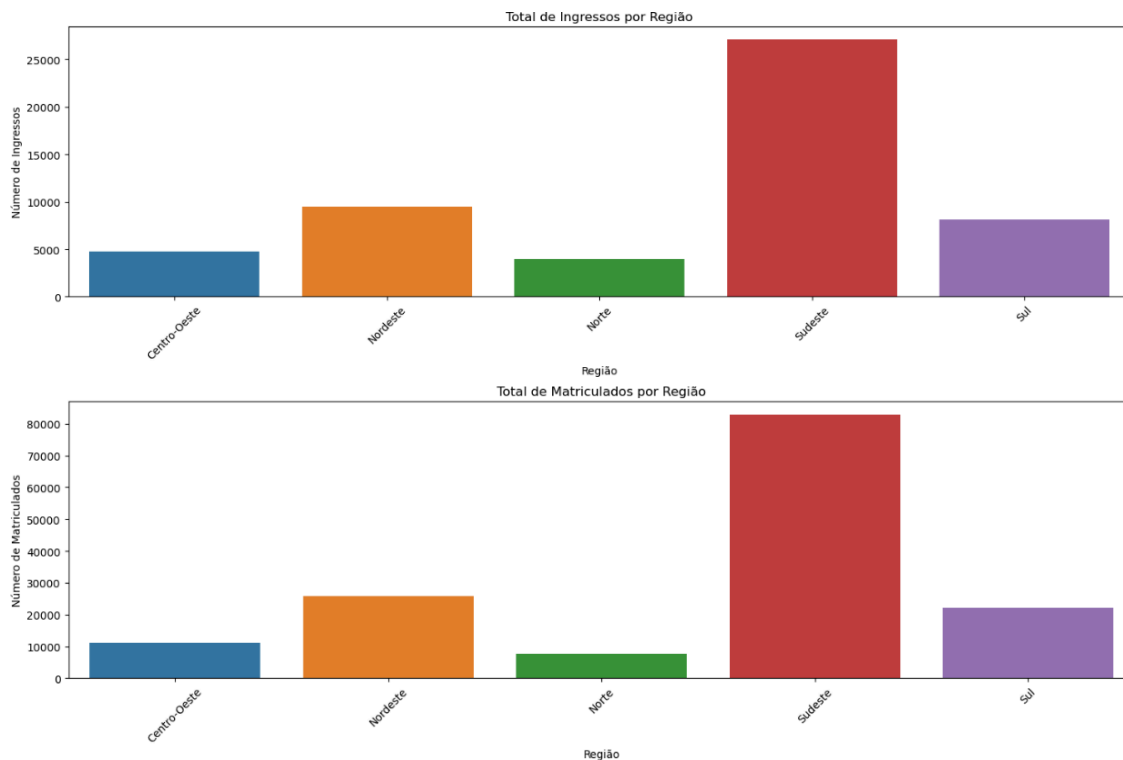 Total de Ingressos por Região
Número de Ingressos
25000
20000
15000
10000
5000
0
Centro-Oeste
Nordeste
Norte
Sudeste
Sul
Região
Total de Matriculados por Região
Número de Matriculados
80000
70000
60000
50000
40000
30000
20000
10000
0
Centro-Oeste
Nordeste
Norte
Sudeste
Sul
Região